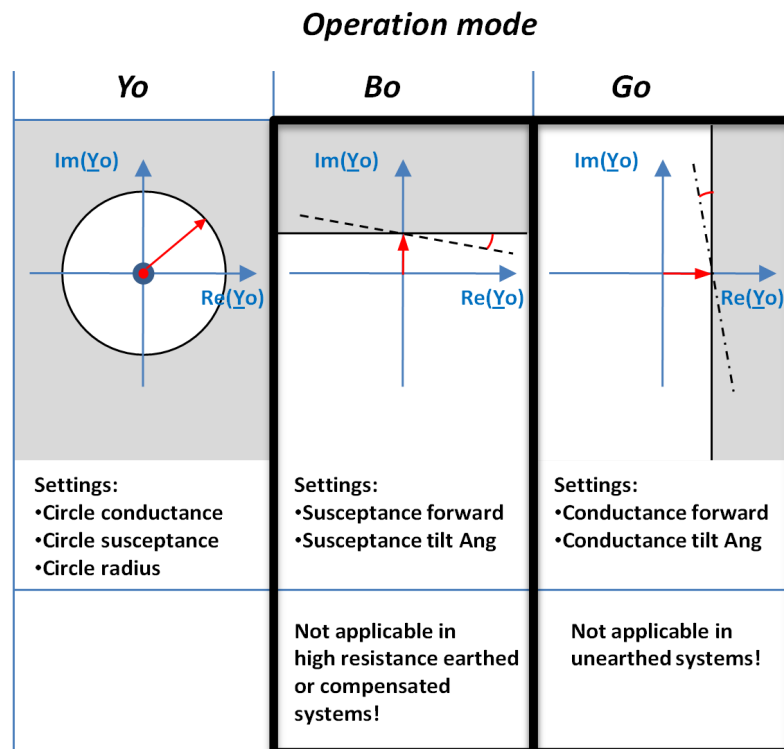 Operation mode
Yo
Bo
Go
Im(Yo)
Re(Yo)
Im(Yo)
Re(Yo)
Im(Yo)
Re(Yo)
Settings:
•Circle conductance
•Circle susceptance
•Circle radius
Settings:
•Susceptance forward
•Susceptance tilt Ang
Settings:
•Conductance forward
•Conductance tilt Ang
Not applicable in
high resistance earthed
or compensated
systems!
Not applicable in
unearthed systems!